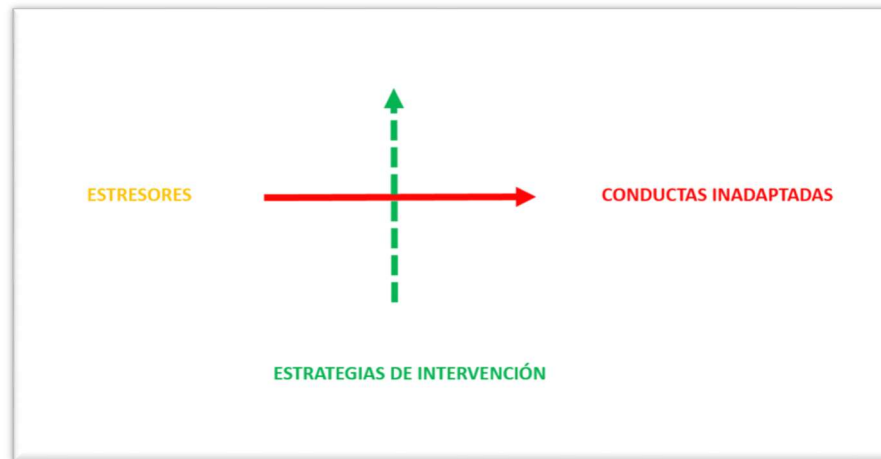 ESTRESORES
CONDUCTAS INADAPTADAS
ESTRATEGIAS DE INTERVENCIÓN